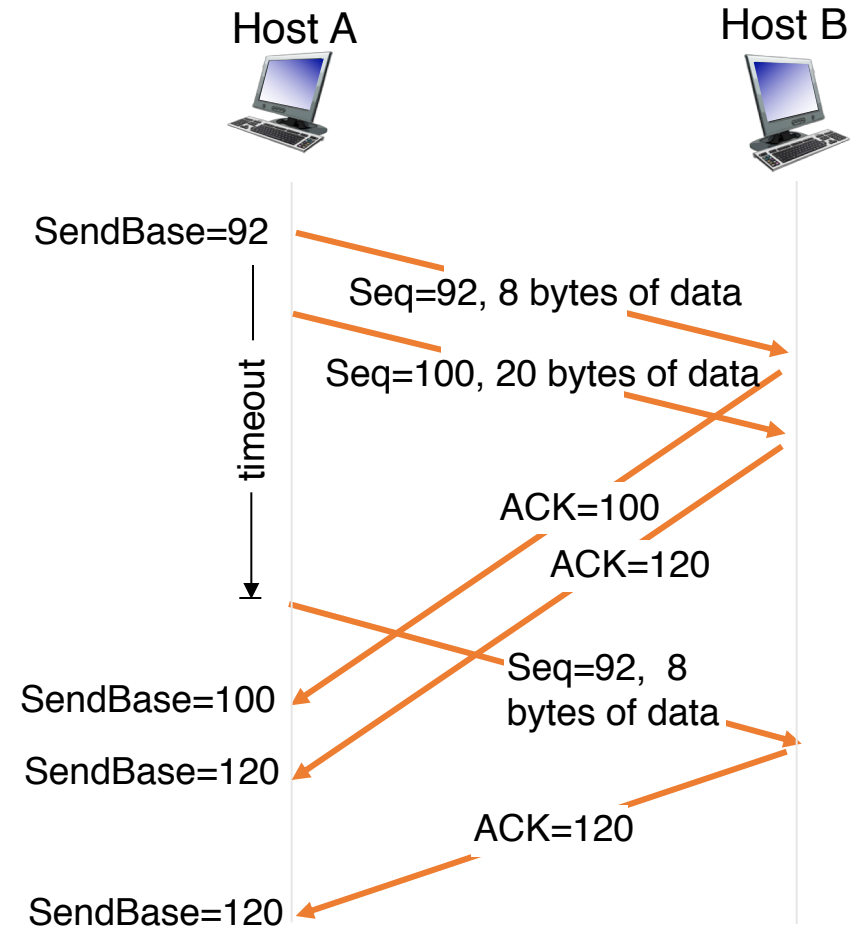 Host A
Host B
SendBase=92
Seq=92, 8 bytes of data
Seq=100, 20 bytes of data
timeout
ACK=100
ACK=120
Seq=92,  8
bytes of data
SendBase=100
SendBase=120
ACK=120
SendBase=120